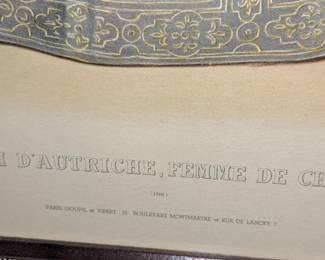 D'AUTRICHE, FEMME DE CH
PARIS, GOUPIL et VIBERT, 15, BOULEVART MONTMARTRE et RUE DE LANCRY 7